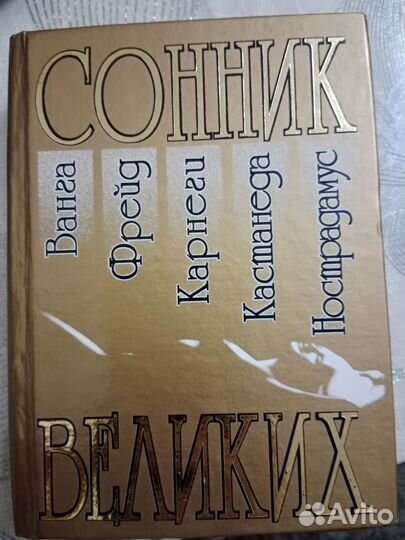 СОННИК
Ванга
Фрейд
Карнеги
Кастанеда
Нострадамус
ВЕЛИКИХ
Avito